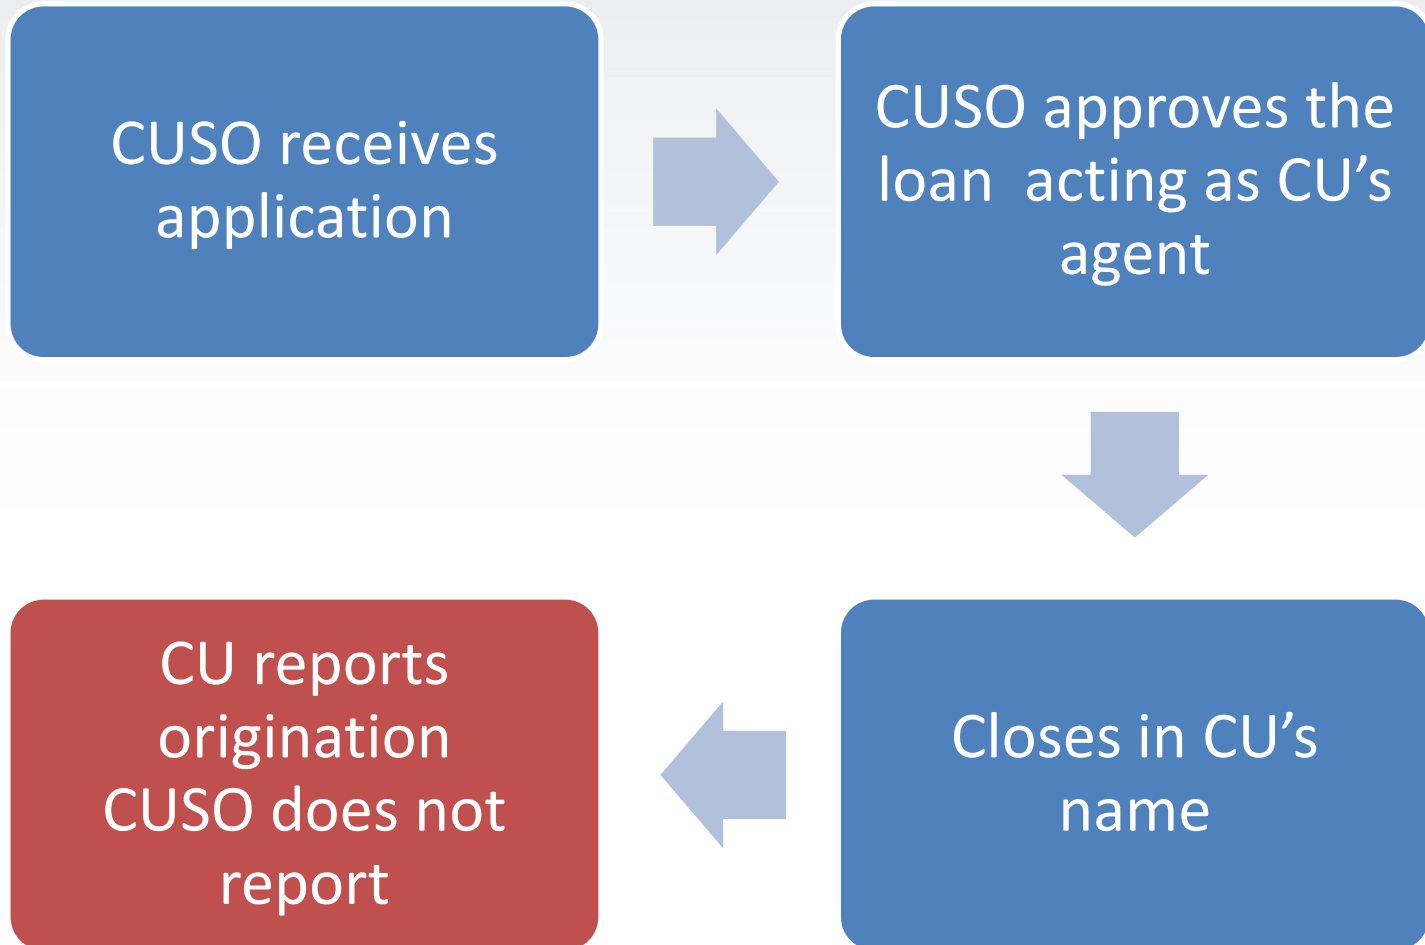 CUSO receives
application
CUSO approves the
loan  acting as CU’s
agent
Closes in CU’s
name
CU reports
origination
CUSO does not
report